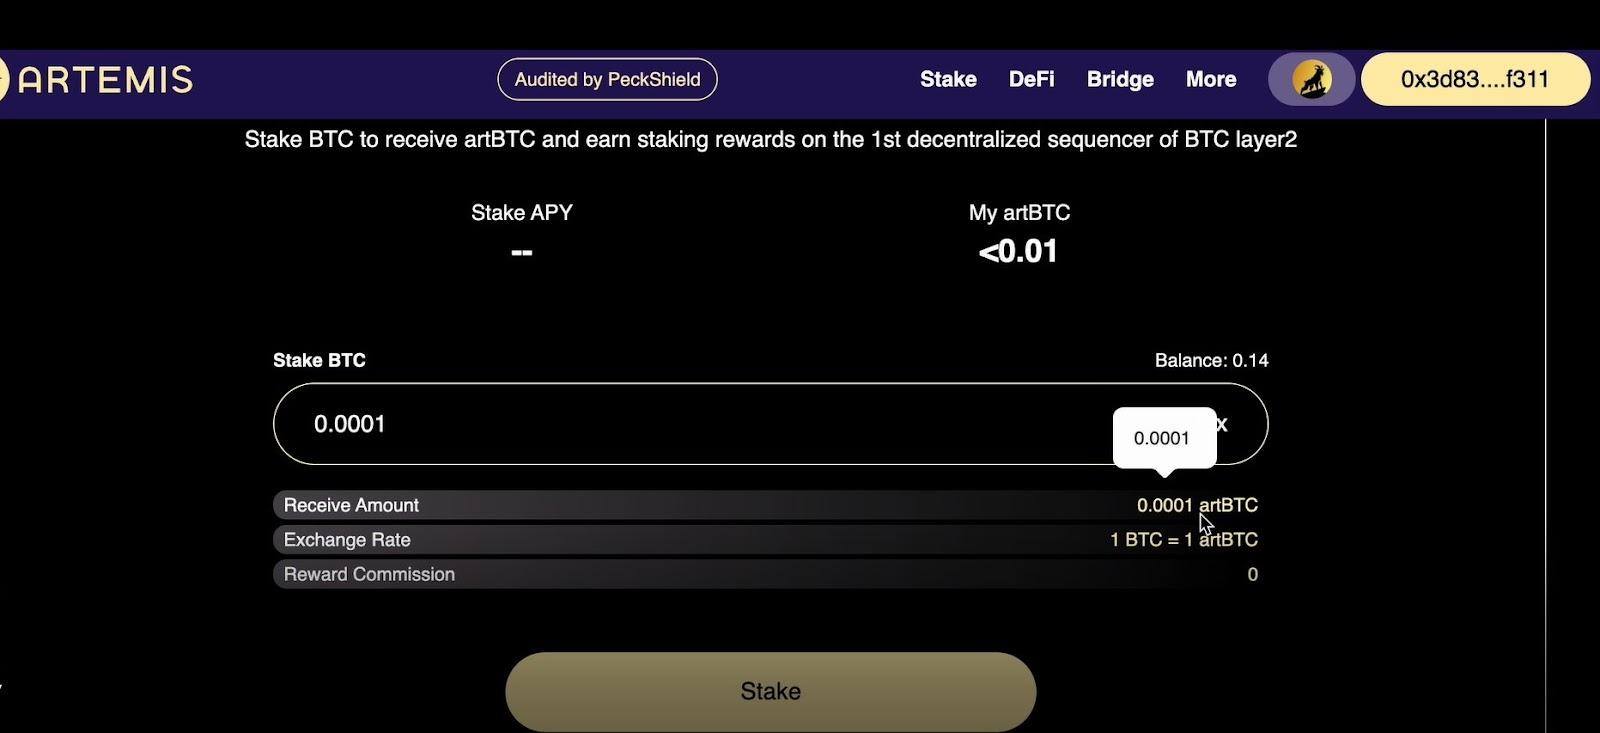 ARTEMIS
Audited by PeckShield
Stake DeFi Bridge More
0x3d83....f311
Stake BTC to receive artBTC and earn staking rewards on the 1st decentralized sequencer of BTC layer2
Stake APY
--
My artBTC
<0.01
Stake BTC
Balance: 0.14
0.0001
x
0.0001
Receive Amount 0.0001 artBTC
Exchange Rate 1 BTC = 1 artBTC
Reward Commission 0
Stake